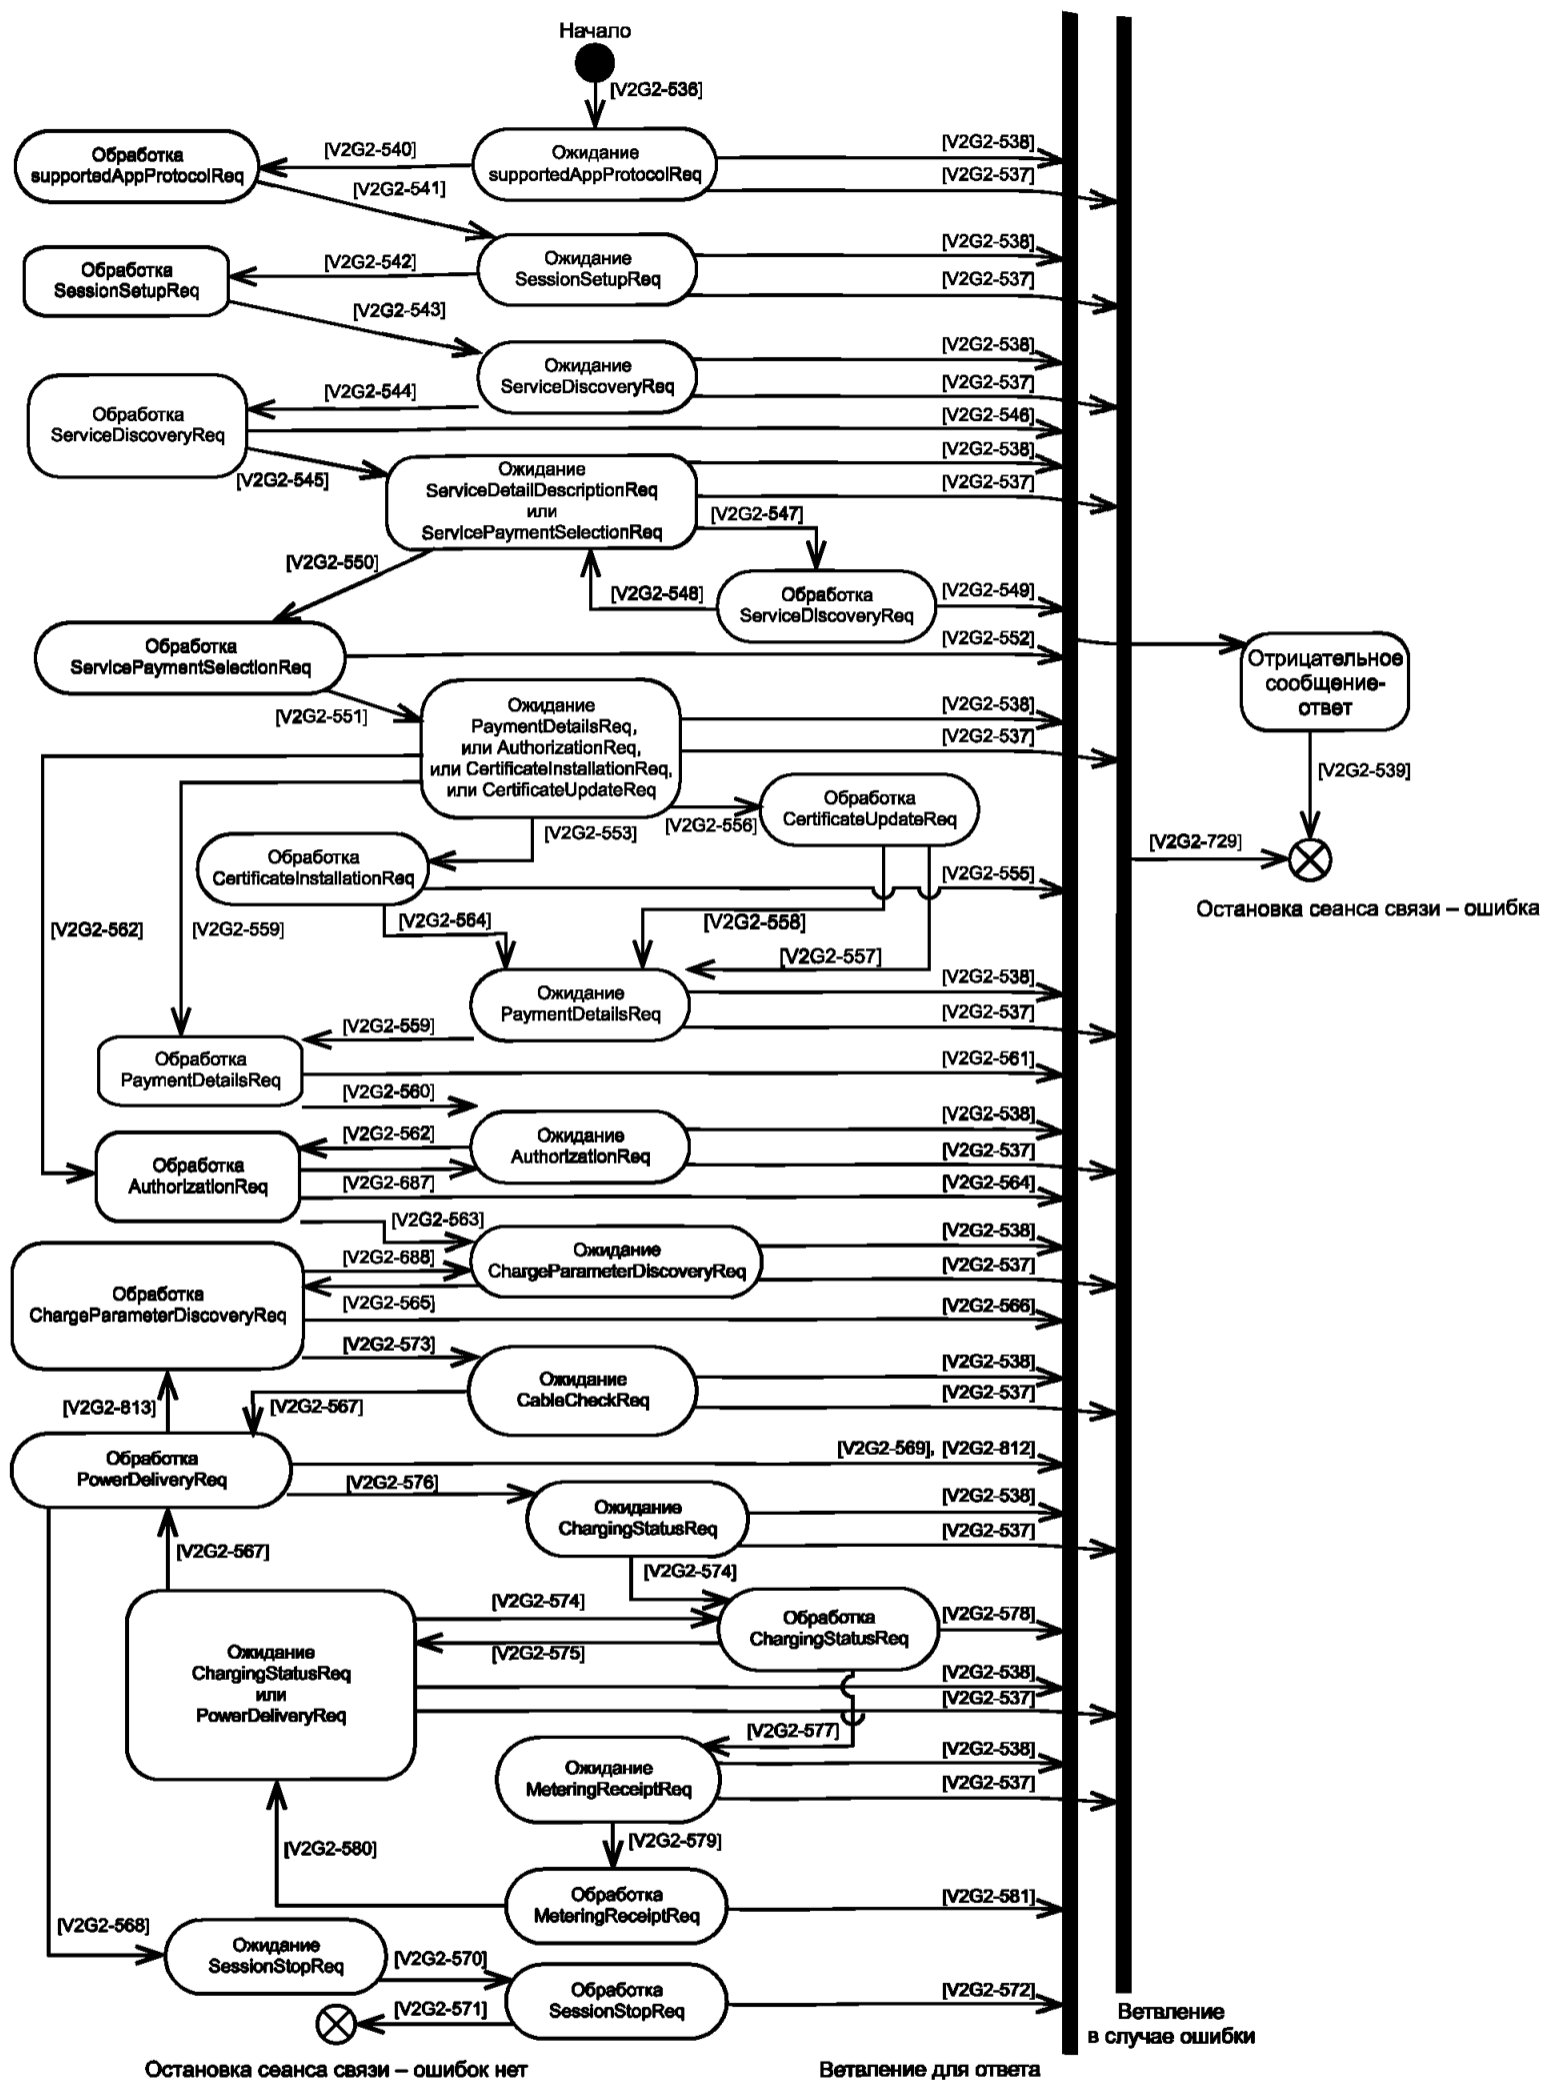 Начало
[V2G2-536]
Обработка
supportedAppProtocolReq
[V2G2-540]
Ожидание
supportedAppProtocolReq
[V2G2-538]
[V2G2-537]
[V2G2-541]
Обработка
SessionSetupReq
[V2G2-542]
Ожидание
SessionSetupReq
[V2G2-538]
[V2G2-537]
[V2G2-543]
Ожидание
ServiceDiscoveryReq
[V2G2-538]
[V2G2-537]
[V2G2-544]
Обработка
ServiceDiscoveryReq
[V2G2-546]
[V2G2-545]
Ожидание
ServiceDetailDescriptionReq
или
ServicePaymentSelectionReq
[V2G2-538]
[V2G2-537]
[V2G2-547]
[V2G2-550]
[V2G2-548]
Обработка
ServiceDiscoveryReq
[V2G2-549]
Обработка
ServicePaymentSelectionReq
[V2G2-552]
Отрицательное
сообщение-
ответ
[V2G2-551]
Ожидание
PaymentDetailsReq,
или AuthorizationReq,
или CertificateInstallationReq,
или CertificateUpdateReq
[V2G2-538]
[V2G2-537]
[V2G2-539]
[V2G2-553]
[V2G2-556]
Обработка
CertificateUpdateReq
[V2G2-729]
Обработка
CertificateInstallationReq
[V2G2-555]
Остановка сеанса связи – ошибка
[V2G2-562]
[V2G2-559]
[V2G2-564]
[V2G2-558]
[V2G2-557]
Ожидание
PaymentDetailsReq
[V2G2-538]
[V2G2-537]
[V2G2-559]
Обработка
PaymentDetailsReq
[V2G2-561]
[V2G2-560]
Обработка
AuthorizationReq
[V2G2-562]
[V2G2-687]
Ожидание
AuthorizationReq
[V2G2-538]
[V2G2-537]
[V2G2-564]
[V2G2-563]
Обработка
ChargeParameterDiscoveryReq
[V2G2-688]
[V2G2-565]
Ожидание
ChargeParameterDiscoveryReq
[V2G2-538]
[V2G2-537]
[V2G2-566]
[V2G2-573]
Ожидание
CableCheckReq
[V2G2-538]
[V2G2-537]
[V2G2-813]
[V2G2-567]
Обработка
PowerDeliveryReq
[V2G2-569], [V2G2-812]
[V2G2-576]
Ожидание
ChargingStatusReq
[V2G2-538]
[V2G2-537]
[V2G2-567]
[V2G2-574]
[V2G2-574]
Обработка
ChargingStatusReq
[V2G2-578]
[V2G2-575]
Ожидание
ChargingStatusReq
или
PowerDeliveryReq
[V2G2-538]
[V2G2-537]
[V2G2-577]
Ожидание
MeteringReceiptReq
[V2G2-538]
[V2G2-537]
[V2G2-580]
[V2G2-579]
Обработка
MeteringReceiptReq
[V2G2-581]
[V2G2-568]
Ожидание
SessionStopReq
[V2G2-570]
Обработка
SessionStopReq
[V2G2-572]
[V2G2-571]
Ветвление
в случае ошибки
Остановка сеанса связи – ошибок нет
Ветвление для ответа